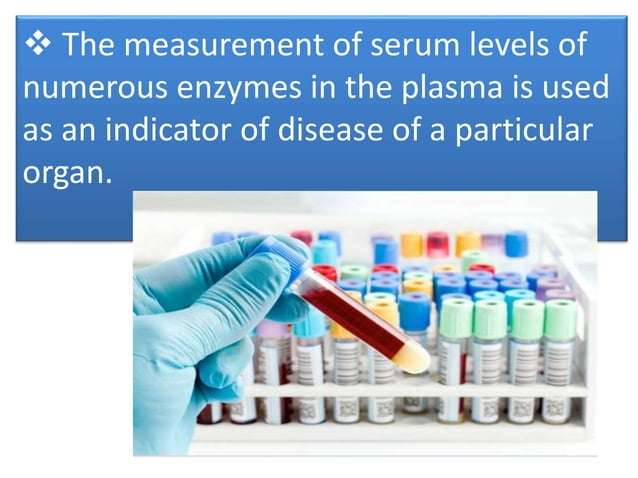 ❖ The measurement of serum levels of
numerous enzymes in the plasma is used
as an indicator of disease of a particular
organ.